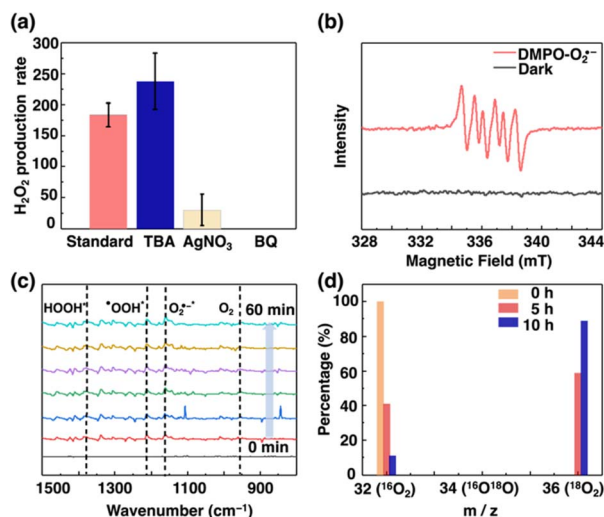 (a)
H₂O₂ production rate
300
250
200
150
100
50
0
Standard TBA AgNO₃ BQ
(b)
Intensity
DMPO-O₂•−
Dark
328 332 336 340 344
Magnetic Field (mT)
(c)
HOOH* •OOH* O₂•−* O₂ 60 min
0 min
1500 1300 1100 900
Wavenumber (cm⁻¹)
(d)
Percentage (%)
100
80
60
40
20
0
0 h
5 h
10 h
32 (¹⁶O₂) 34 (¹⁶O¹⁸O) 36 (¹⁸O₂)
m / z